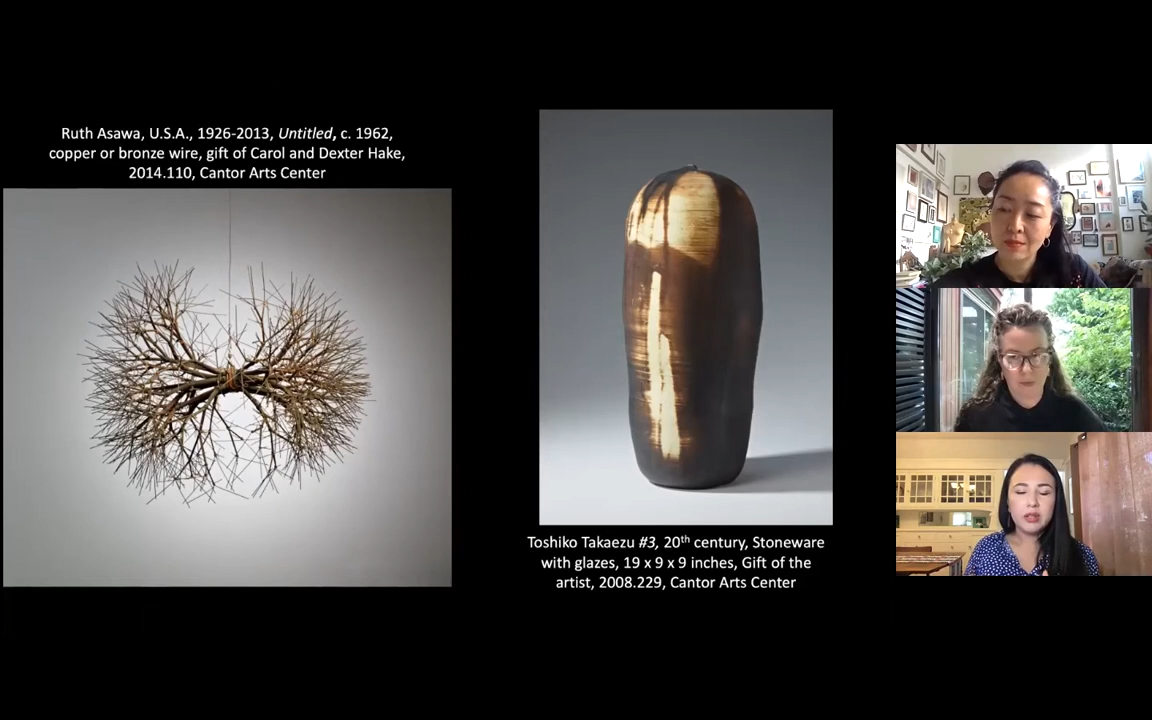 Ruth Asawa, U.S.A., 1926-2013, Untitled, c. 1962,
copper or bronze wire, gift of Carol and Dexter Hake,
2014.110, Cantor Arts Center
Toshiko Takaezu #3, 20th century, Stoneware
with glazes, 19 x 9 x 9 inches, Gift of the
artist, 2008.229, Cantor Arts Center